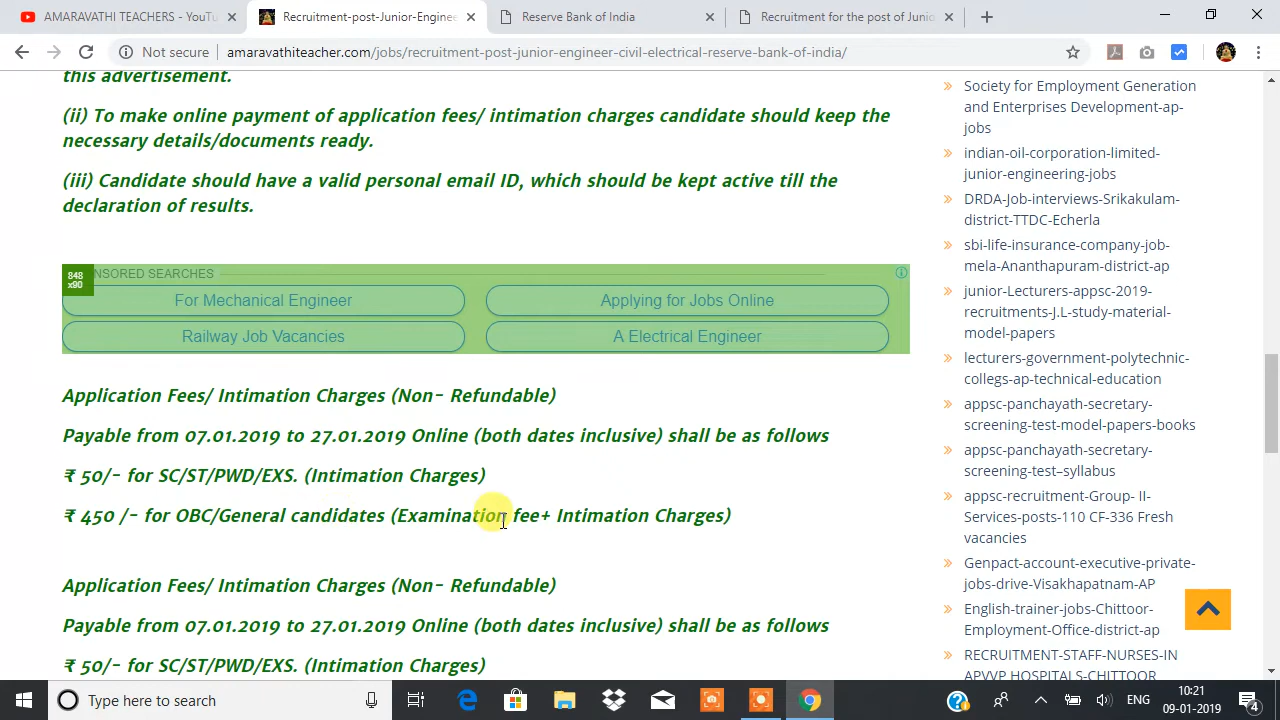 AMARAVATHI TEACHERS - YouTu
Recruitment-post-Junior-Enginee
Reserve Bank of India
Recruitment for the post of Junio
Not secure
amaravathiteacher.com/jobs/recruitment-post-junior-engineer-civil-electrical-reserve-bank-of-india/
this advertisement.
(ii) To make online payment of application fees/ intimation charges candidate should keep the
necessary details/documents ready.
(iii) Candidate should have a valid personal email ID, which should be kept active till the
declaration of results.
848
x90
NSORED SEARCHES
For Mechanical Engineer
Applying for Jobs Online
Railway Job Vacancies
A Electrical Engineer
Application Fees/ Intimation Charges (Non- Refundable)
Payable from 07.01.2019 to 27.01.2019 Online (both dates inclusive) shall be as follows
₹ 50/- for SC/ST/PWD/EXS. (Intimation Charges)
₹ 450 /- for OBC/General candidates (Examination fee+ Intimation Charges)
Application Fees/ Intimation Charges (Non- Refundable)
Payable from 07.01.2019 to 27.01.2019 Online (both dates inclusive) shall be as follows
₹ 50/- for SC/ST/PWD/EXS. (Intimation Charges)
Society for Employment Generation
and Enterprises Development-ap-
jobs
indian-oil-corporation-limited-
junior-engineering-jobs
DRDA-Job-interviews-Srikakulam-
district-TTDC-Echerla
sbi-life-insurance-company-job-
mela-Ananthapuram-district-ap
junior-Lecturers-appsc-2019-
recruitments-J.L-study-material-
model-papers
lecturers-government-polytechnic-
collegs-ap-technical-education
appsc-panchayath-secretary-
screening-test-model-papers-books
appsc-panchayath-secretary-
screening-test–syllabus
appsc-recruitment-Group- II-
Services-posts-110 CF-336 Fresh
vacancies
Genpact-account-executive-private-
jobs-drive-Visakhapatnam-AP
English-trainer-jobs-Chittoor-
Employment-Office-district-ap
RECRUITMENT-STAFF-NURSES-IN
APVVP HOSPITALS-CHITTOOR
Type here to search
ENG
10:21
09-01-2019
4